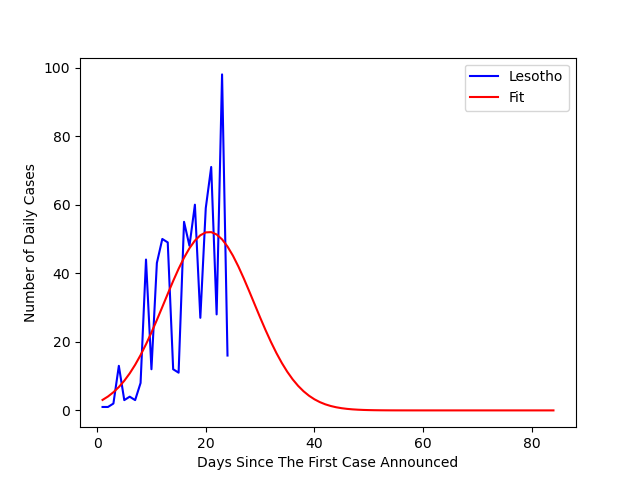 Lesotho
Fit
Number of Daily Cases
100
80
60
40
20
0
0 20 40 60 80
Days Since The First Case Announced